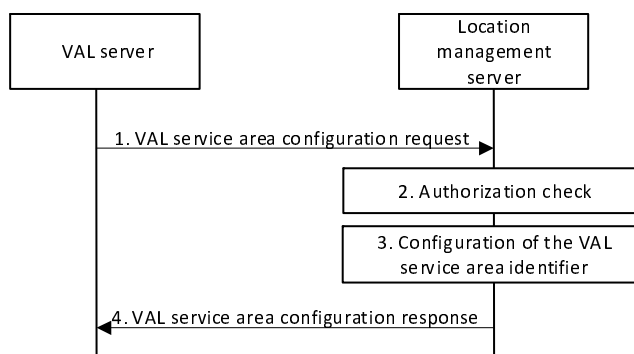 VAL server
Location
management
server
1. VAL service area configuration request
2. Authorization check
3. Configuration of the VAL
service area identifier
4. VAL service area configuration response